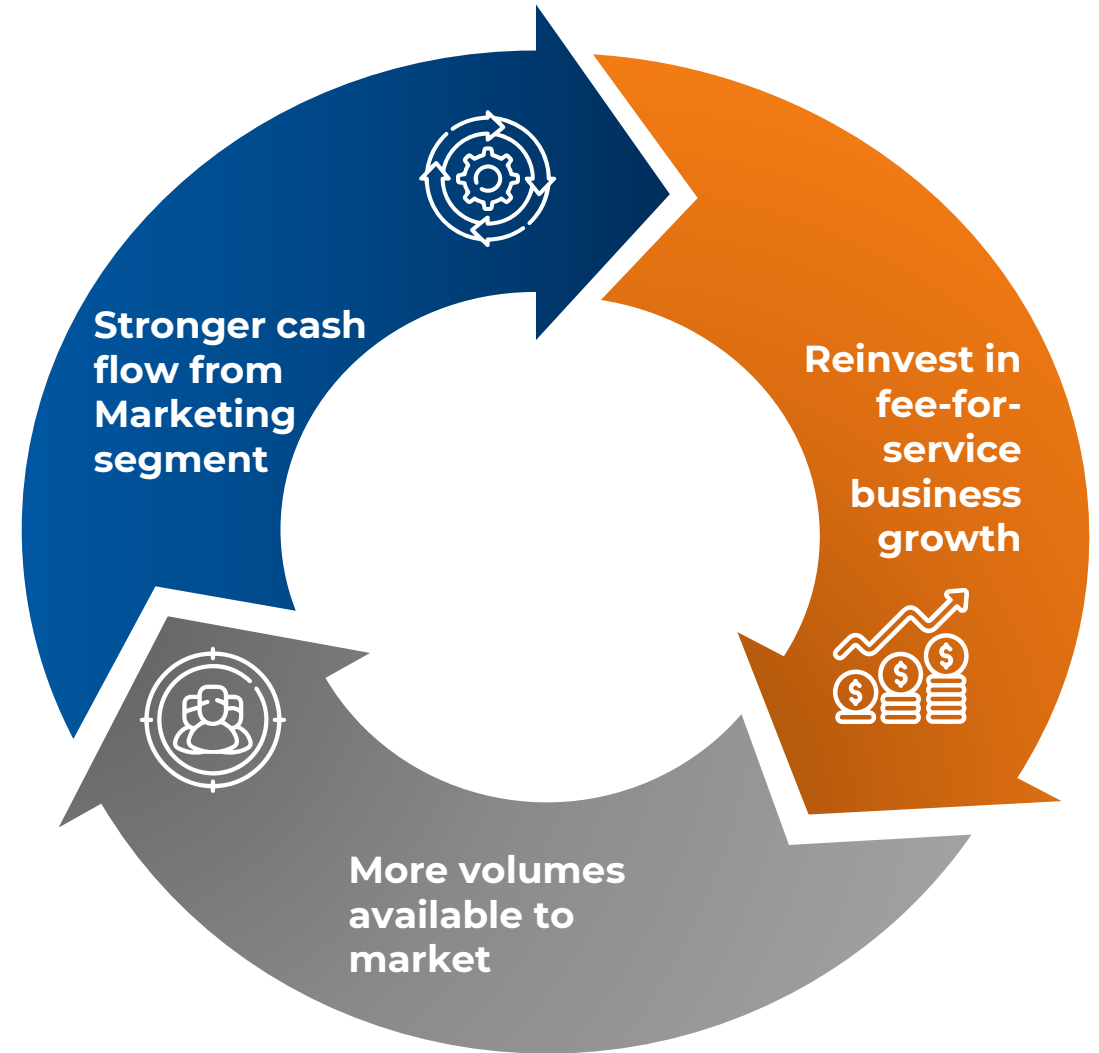 Stronger cash
flow from
Marketing
segment
Reinvest in
fee-for-
service
business
growth
$
$
$
More volumes
available to
market